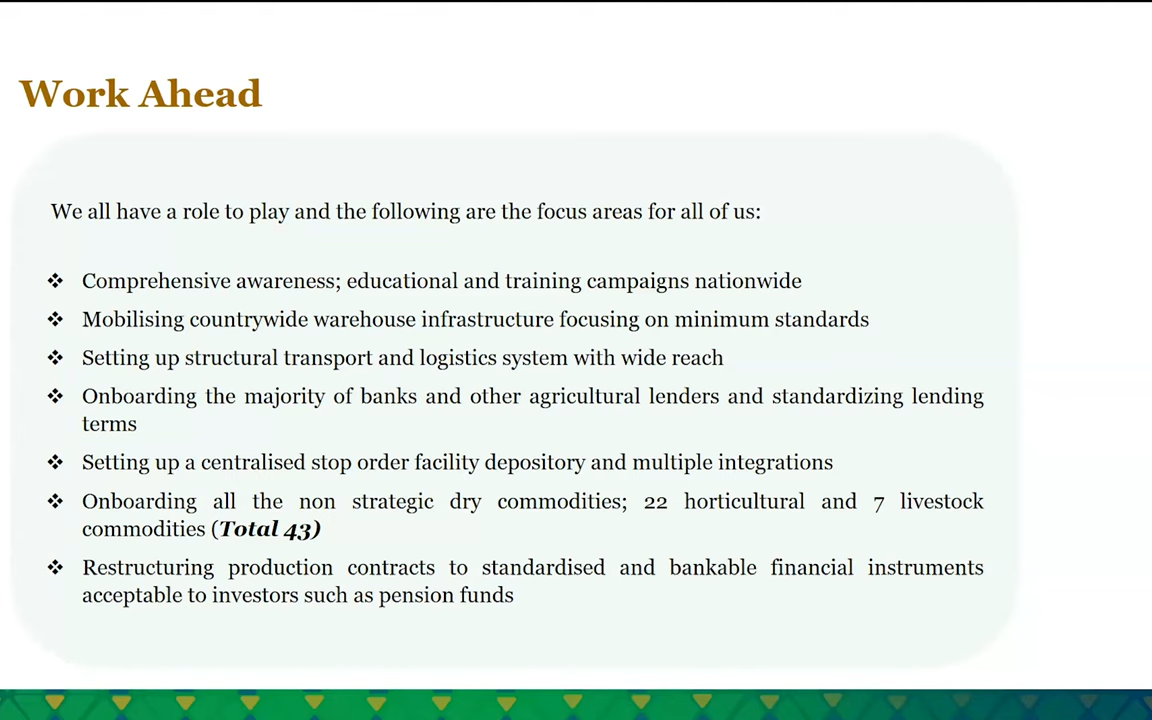 Work Ahead
We all have a role to play and the following are the focus areas for all of us:
❖ Comprehensive awareness; educational and training campaigns nationwide
❖ Mobilising countrywide warehouse infrastructure focusing on minimum standards
❖ Setting up structural transport and logistics system with wide reach
❖ Onboarding the majority of banks and other agricultural lenders and standardizing lending
terms
❖ Setting up a centralised stop order facility depository and multiple integrations
❖ Onboarding all the non strategic dry commodities; 22 horticultural and 7 livestock
commodities (Total 43)
❖ Restructuring production contracts to standardised and bankable financial instruments
acceptable to investors such as pension funds